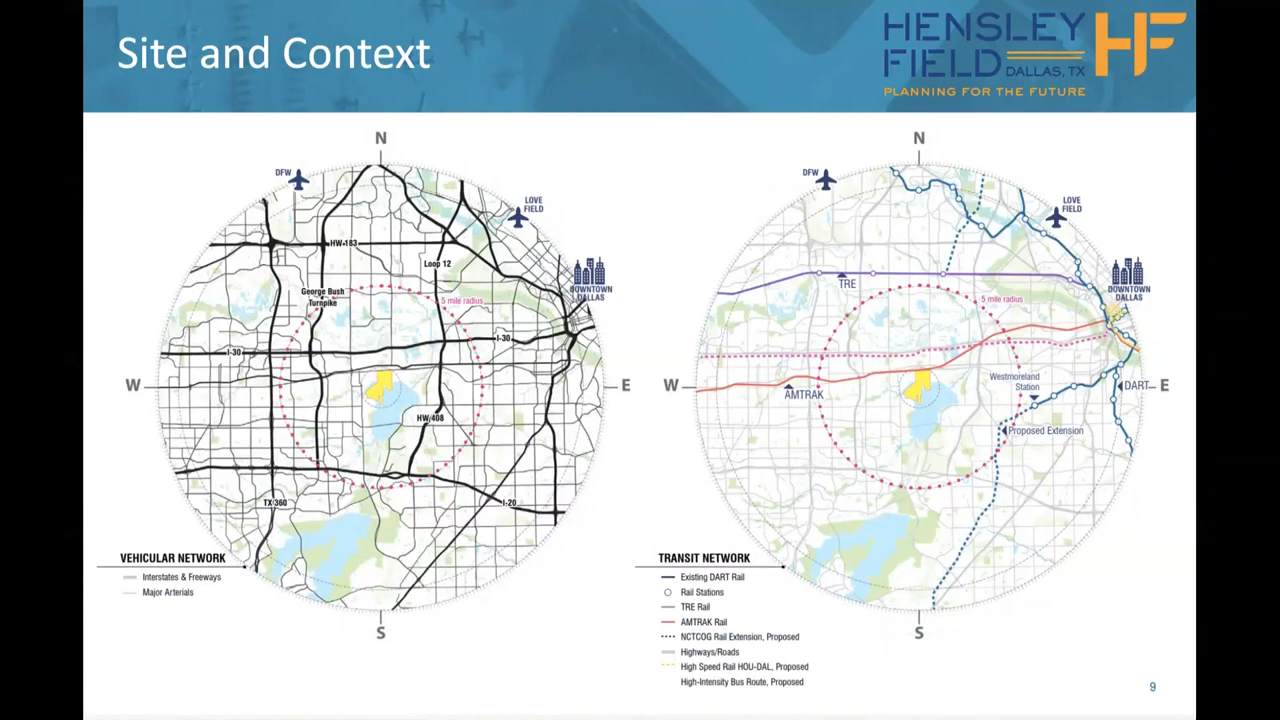 Site and Context
HENSLEY
FIELD
DALLAS, TX
PLANNING FOR THE FUTURE
HF
N
DFW
LOVE
FIELD
HW-183
Loop 12
DOWNTOWN
DALLAS
George Bush
Turnpike
5 mile radius
I-30
I-30
W
E
HW 408
TX 360
I-20
S
VEHICULAR NETWORK
Interstates & Freeways
Major Arterials
N
DFW
LOVE
FIELD
TRE
DOWNTOWN
DALLAS
5 mile radius
W
AMTRAK
Westmoreland
Station
DART
E
Proposed Extension
S
TRANSIT NETWORK
Existing DART Rail
Rail Stations
TRE Rail
AMTRAK Rail
NCTCOG Rail Extension, Proposed
Highways/Roads
High Speed Rail HOU-DAL, Proposed
High-Intensity Bus Route, Proposed
9